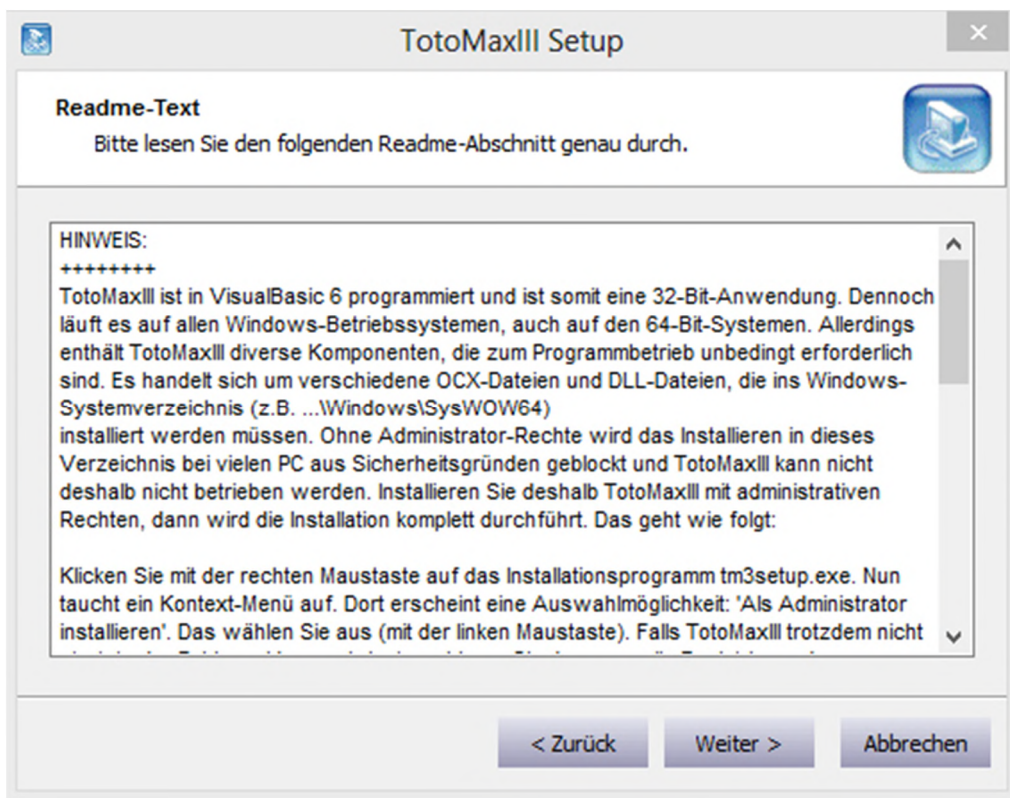 TotoMaxIII Setup
Readme-Text
Bitte lesen Sie den folgenden Readme-Abschnitt genau durch.
HINWEIS:
++++++++
TotoMaxIII ist in VisualBasic 6 programmiert und ist somit eine 32-Bit-Anwendung. Dennoch
läuft es auf allen Windows-Betriebssystemen, auch auf den 64-Bit-Systemen. Allerdings
enthält TotoMaxIII diverse Komponenten, die zum Programmbetrieb unbedingt erforderlich
sind. Es handelt sich um verschiedene OCX-Dateien und DLL-Dateien, die ins Windows-
Systemverzeichnis (z.B. ...\Windows\SysWOW64)
installiert werden müssen. Ohne Administrator-Rechte wird das Installieren in dieses
Verzeichnis bei vielen PC aus Sicherheitsgründen geblockt und TotoMaxIII kann nicht
deshalb nicht betrieben werden. Installieren Sie deshalb TotoMaxIII mit administrativen
Rechten, dann wird die Installation komplett durchführt. Das geht wie folgt:
Klicken Sie mit der rechten Maustaste auf das Installationsprogramm tm3setup.exe. Nun
taucht ein Kontext-Menü auf. Dort erscheint eine Auswahlmöglichkeit: 'Als Administrator
installieren'. Das wählen Sie aus (mit der linken Maustaste). Falls TotoMaxIII trotzdem nicht
< Zurück
Weiter >
Abbrechen